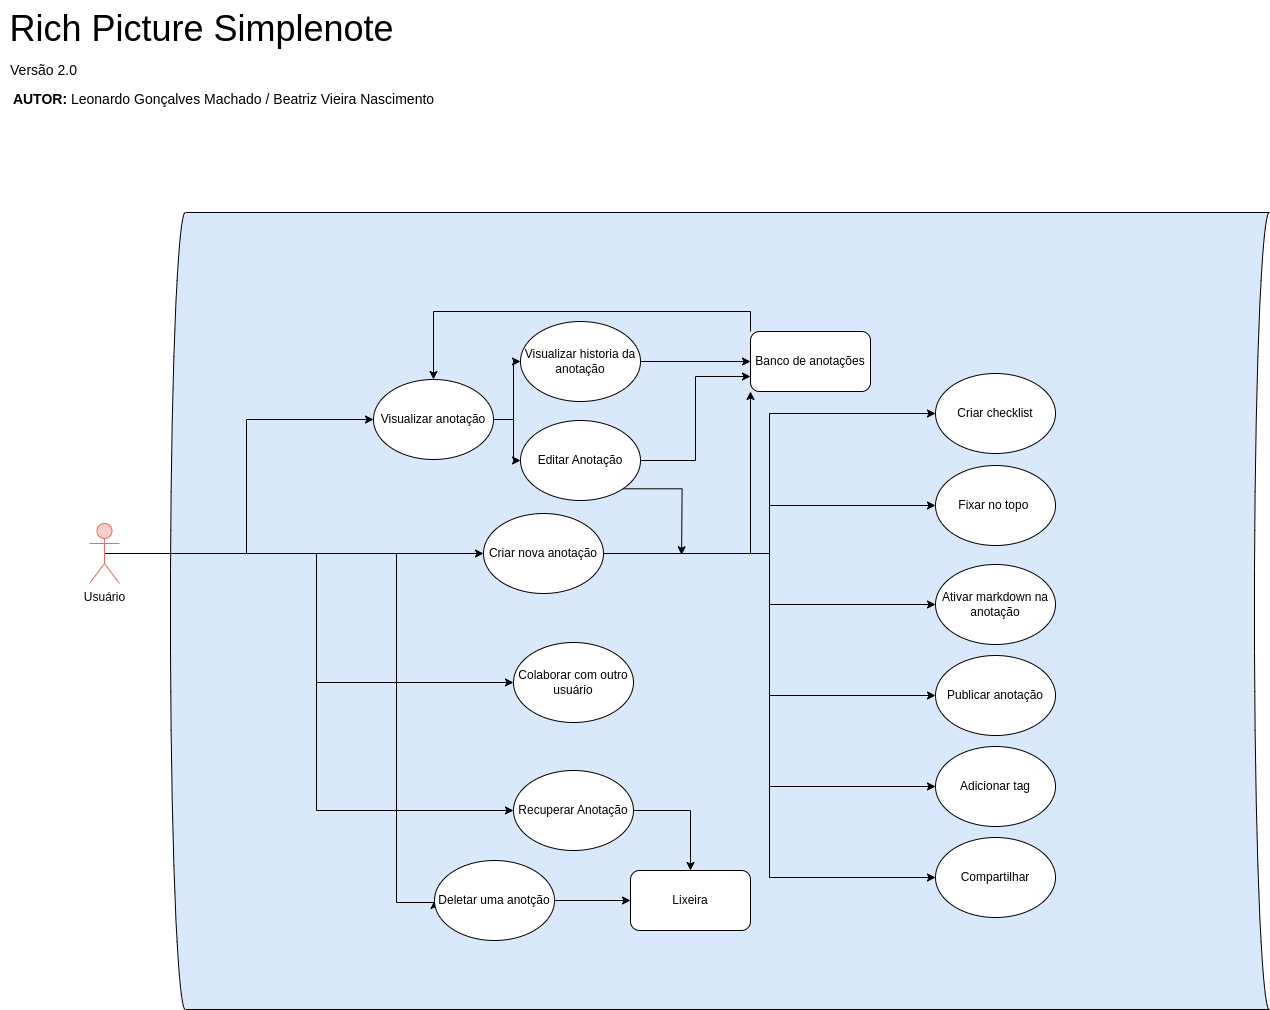 Rich Picture Simplenote
Versão 2.0
AUTOR: Leonardo Gonçalves Machado / Beatriz Vieira Nascimento
Visualizar historia da
anotação
Banco de anotações
Visualizar anotação
Criar checklist
Editar Anotação
Fixar no topo
Criar nova anotação
Usuário
Ativar markdown na
anotação
Colaborar com outro
usuário
Publicar anotação
Adicionar tag
Recuperar Anotação
Compartilhar
Deletar uma anotção
Lixeira